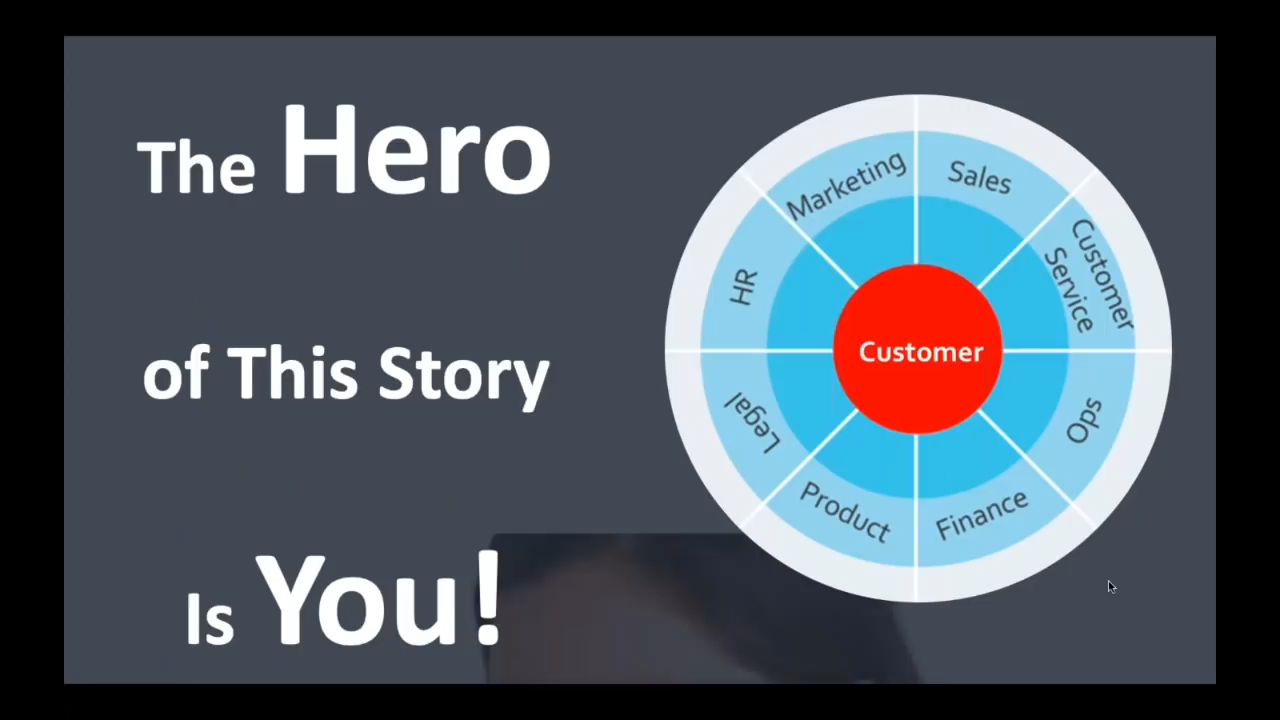 The Hero
of This Story
Is You!
Marketing
Sales
Customer
Service
Ops
Finance
Product
Legal
HR
Customer